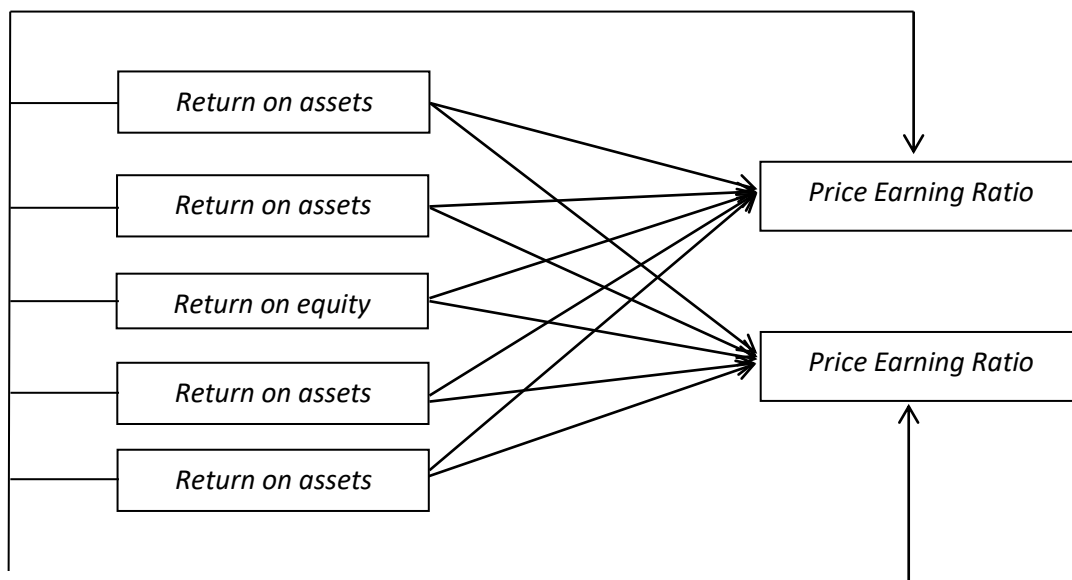 Return on assets
Return on assets
Return on equity
Return on assets
Return on assets
Price Earning Ratio
Price Earning Ratio